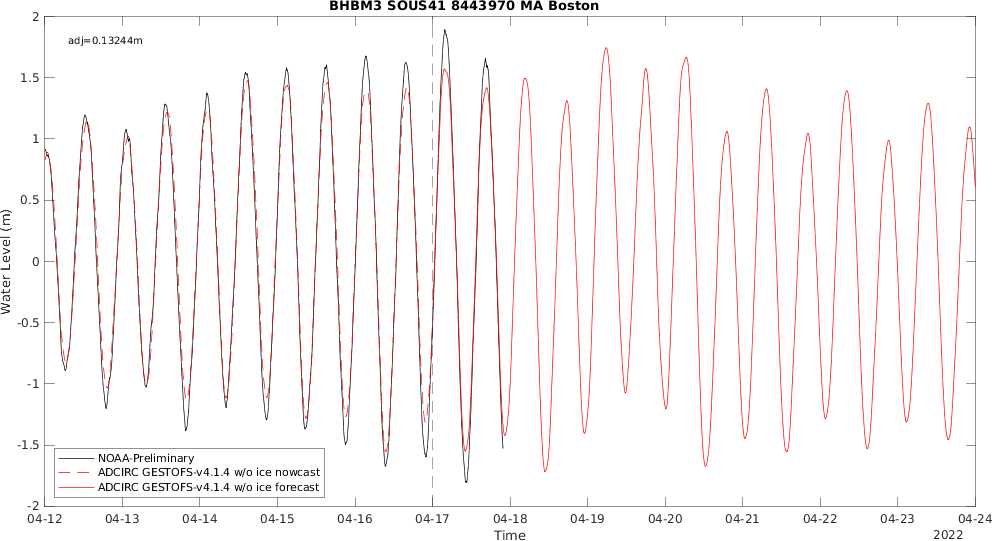 BHBM3 SOUS41 8443970 MA Boston
adj=0.13244m
2
1.5
1
0.5
0
-0.5
-1
-1.5
-2
Water Level (m)
NOAA-Preliminary
ADCIRC GESTOFS-v4.1.4 w/o ice nowcast
ADCIRC GESTOFS-v4.1.4 w/o ice forecast
04-12 04-13 04-14 04-15 04-16 04-17 04-18 04-19 04-20 04-21 04-22 04-23 04-24
Time
2022